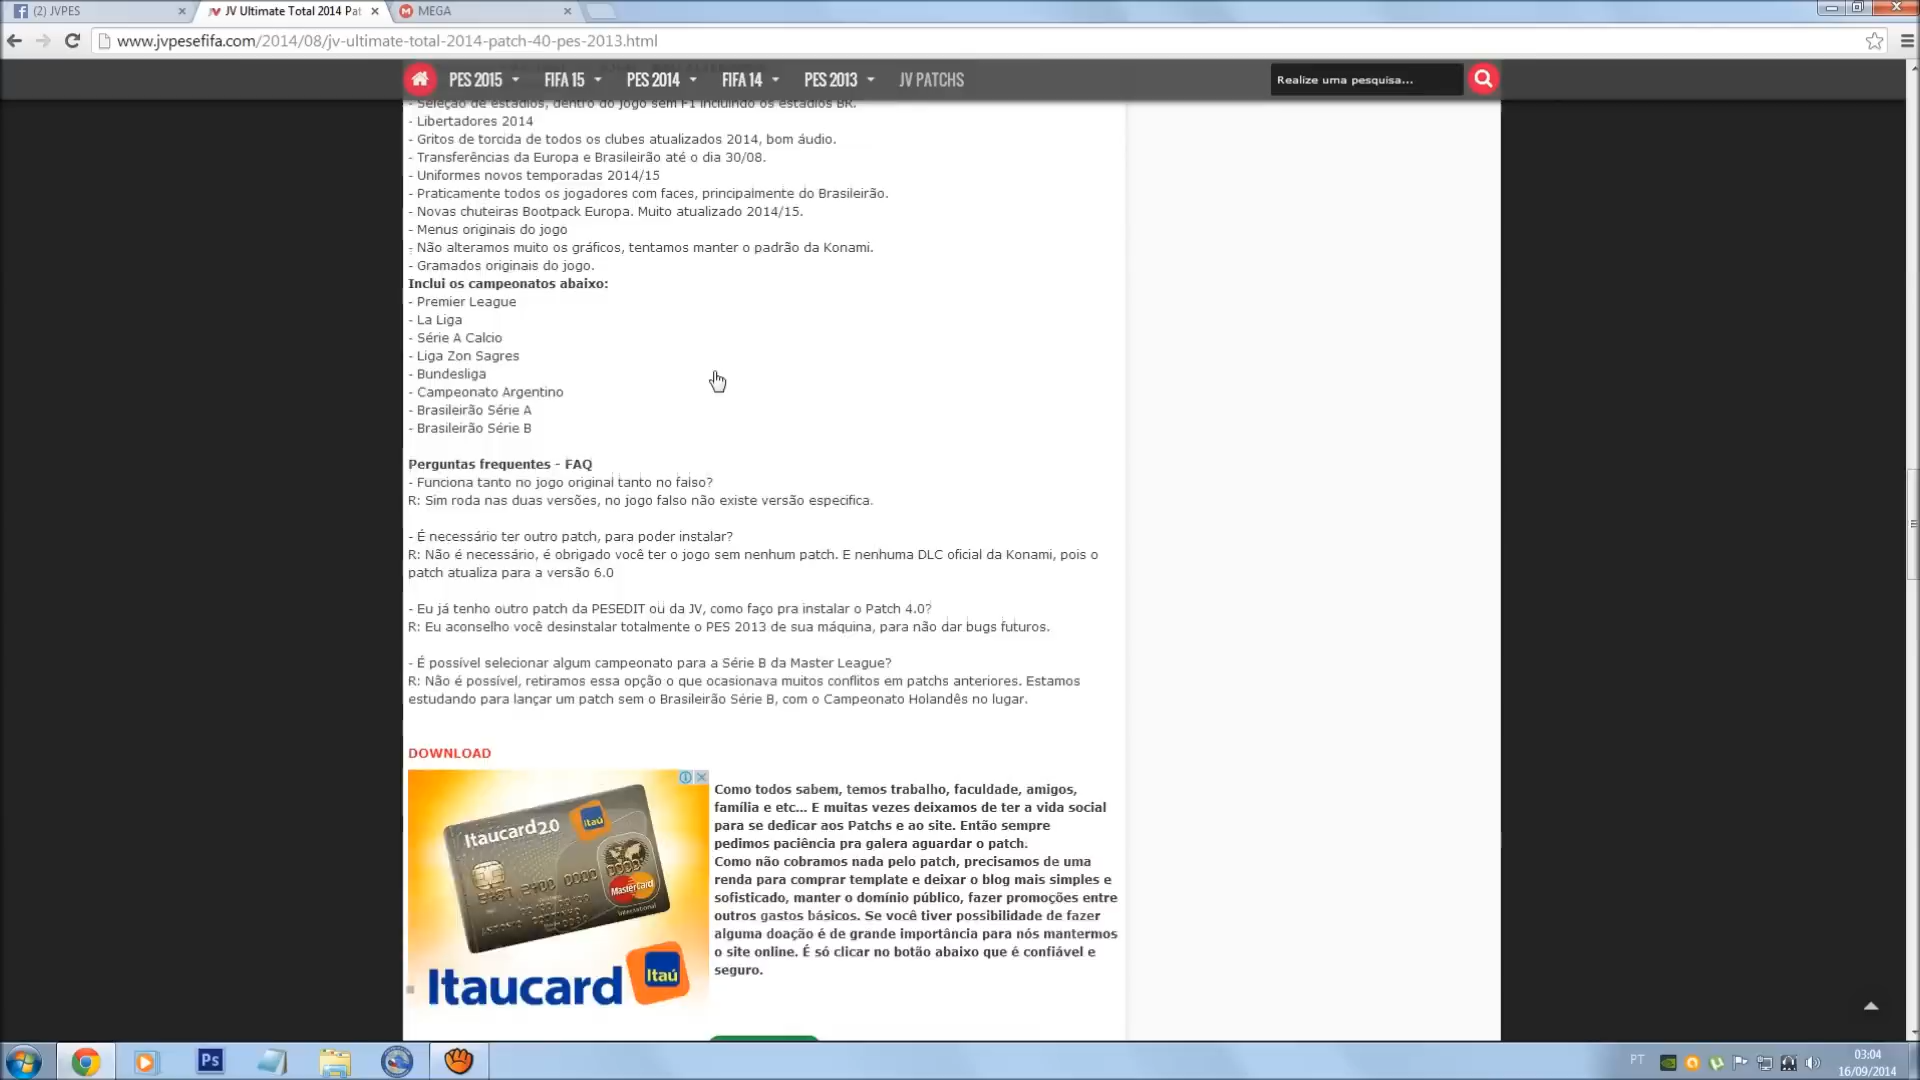 (2) JVPES
JV Ultimate Total 2014 Pat
MEGA
www.jvpesefifa.com/2014/08/jv-ultimate-total-2014-patch-40-pes-2013.html
PES 2015
FIFA 15
PES 2014
FIFA 14
PES 2013
JV PATCHS
Realize uma pesquisa...
- Seleção de estádios, dentro do jogo sem F1 incluindo os estádios BR.
- Libertadores 2014
- Gritos de torcida de todos os clubes atualizados 2014, bom áudio.
- Transferências da Europa e Brasileirão até o dia 30/08.
- Uniformes novos temporadas 2014/15
- Praticamente todos os jogadores com faces, principalmente do Brasileirão.
- Novas chuteiras Bootpack Europa. Muito atualizado 2014/15.
- Menus originais do jogo
- Não alteramos muito os gráficos, tentamos manter o padrão da Konami.
- Gramados originais do jogo.
Inclui os campeonatos abaixo:
- Premier League
- La Liga
- Série A Calcio
- Liga Zon Sagres
- Bundesliga
- Campeonato Argentino
- Brasileirão Série A
- Brasileirão Série B
Perguntas frequentes - FAQ
- Funciona tanto no jogo original tanto no falso?
R: Sim roda nas duas versões, no jogo falso não existe versão especifica.
- É necessário ter outro patch, para poder instalar?
R: Não é necessário, é obrigado você ter o jogo sem nenhum patch. E nenhuma DLC oficial da Konami, pois o
patch atualiza para a versão 6.0
- Eu já tenho outro patch da PESEDIT ou da JV, como faço pra instalar o Patch 4.0?
R: Eu aconselho você desinstalar totalmente o PES 2013 de sua máquina, para não dar bugs futuros.
- É possível selecionar algum campeonato para a Série B da Master League?
R: Não é possível, retiramos essa opção o que ocasionava muitos conflitos em patchs anteriores. Estamos
estudando para lançar um patch sem o Brasileirão Série B, com o Campeonato Holandês no lugar.
DOWNLOAD
Itaucard 2.0
Itaú
MasterCard
International
Itaucard
Itaú
Como todos sabem, temos trabalho, faculdade, amigos,
família e etc... E muitas vezes deixamos de ter a vida social
para se dedicar aos Patchs e ao site. Então sempre
pedimos paciência pra galera aguardar o patch.
Como não cobramos nada pelo patch, precisamos de uma
renda para comprar template e deixar o blog mais simples e
sofisticado, manter o domínio público, fazer promoções entre
outros gastos básicos. Se você tiver possibilidade de fazer
alguma doação é de grande importância para nós mantermos
o site online. É só clicar no botão abaixo que é confiável e
seguro.
Ps
PT
03:04
16/09/2014